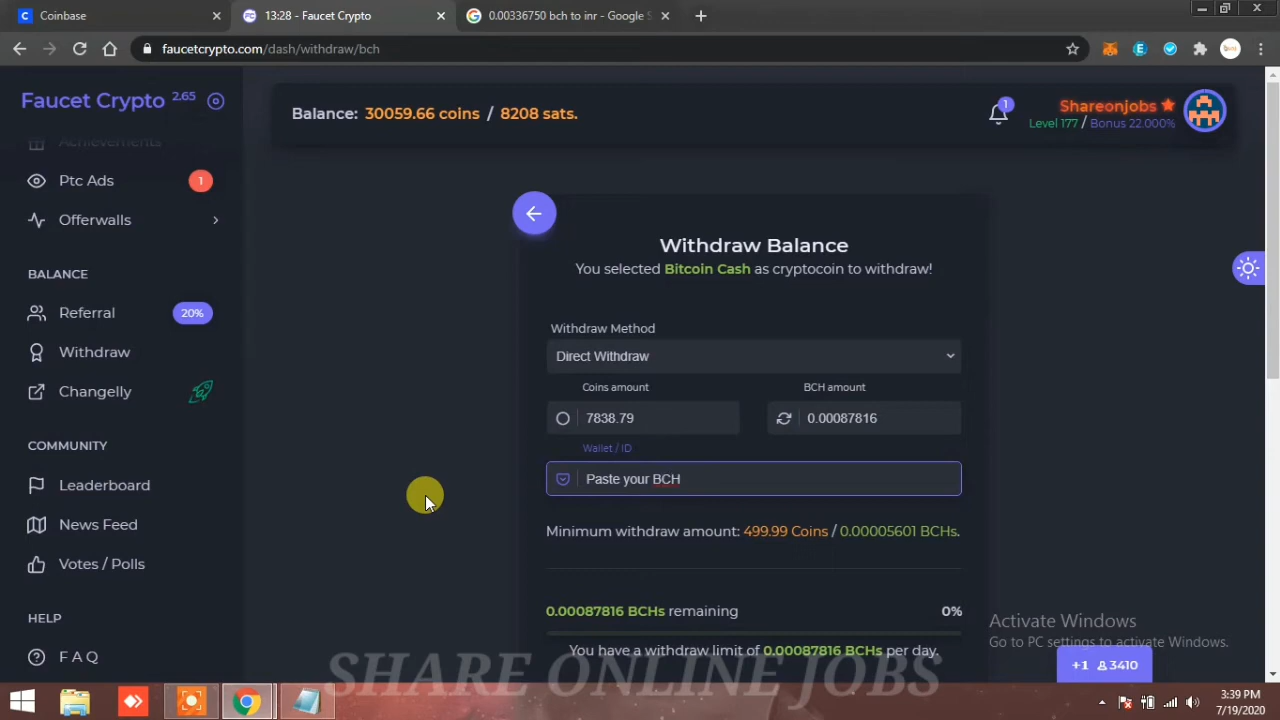 Coinbase
13:28 - Faucet Crypto
0.00336750 bch to inr - Google S
faucetcrypto.com/dash/withdraw/bch
Faucet Crypto 2.65
Balance: 30059.66 coins / 8208 sats.
1
Shareonjobs
Level 177 / Bonus 22.000%
Achievements
Ptc Ads 1
Offerwalls
BALANCE
Referral 20%
Withdraw
Changelly
COMMUNITY
Leaderboard
News Feed
Votes / Polls
HELP
F A Q
Withdraw Balance
You selected Bitcoin Cash as cryptocoin to withdraw!
Withdraw Method
Direct Withdraw
Coins amount BCH amount
7838.79 0.00087816
Wallet / ID
Paste your BCH
Minimum withdraw amount: 499.99 Coins / 0.00005601 BCHs.
0.00087816 BCHs remaining 0%
You have a withdraw limit of 0.00087816 BCHs per day.
Activate Windows
Go to PC settings to activate Windows.
+1 3410
SHARE ONLINE JOBS
3:39 PM
7/19/2020